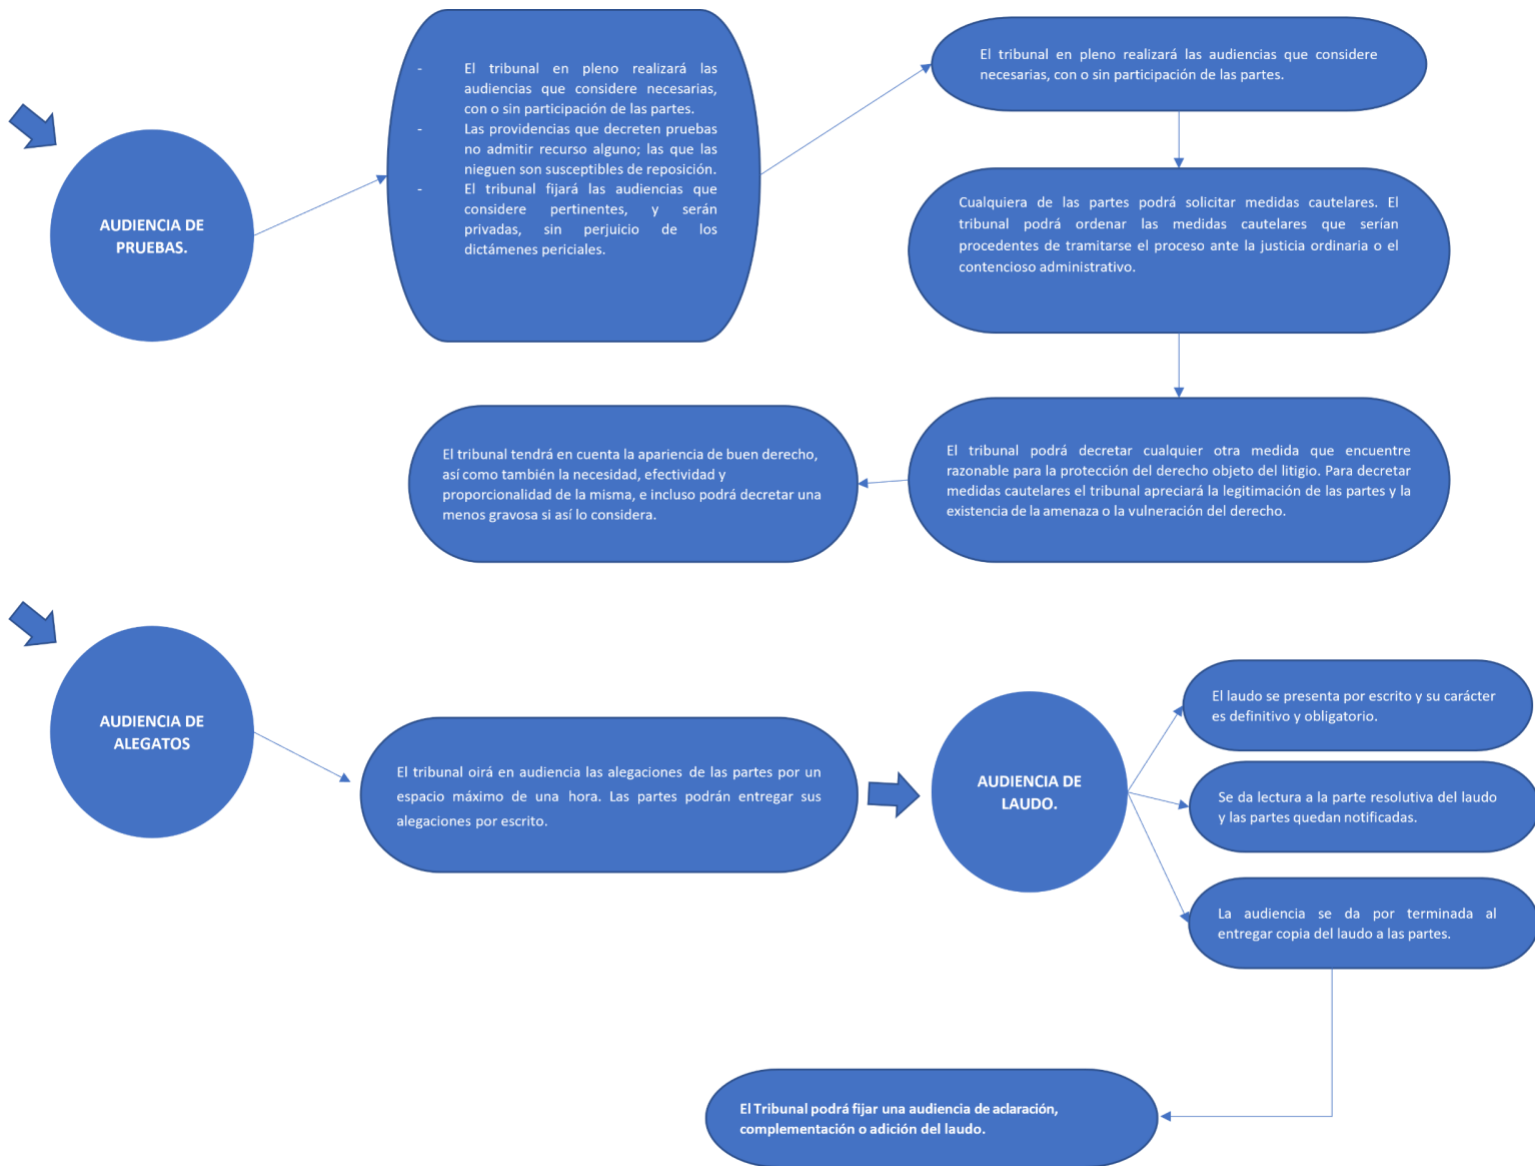 AUDIENCIA DE
PRUEBAS.
- El tribunal en pleno realizará las
audiencias que considere necesarias,
con o sin participación de las partes.
- Las providencias que decreten pruebas
no admitir recurso alguno; las que las
nieguen son susceptibles de reposición.
- El tribunal fijará las audiencias que
considere pertinentes, y serán
privadas, sin perjuicio de los
dictámenes periciales.
El tribunal en pleno realizará las audiencias que considere
necesarias, con o sin participación de las partes.
Cualquiera de las partes podrá solicitar medidas cautelares. El
tribunal podrá ordenar las medidas cautelares que serían
procedentes de tramitarse el proceso ante la justicia ordinaria o el
contencioso administrativo.
El tribunal podrá decretar cualquier otra medida que encuentre
razonable para la protección del derecho objeto del litigio. Para decretar
medidas cautelares el tribunal apreciará la legitimación de las partes y la
existencia de la amenaza o la vulneración del derecho.
El tribunal tendrá en cuenta la apariencia de buen derecho,
así como también la necesidad, efectividad y
proporcionalidad de la misma, e incluso podrá decretar una
menos gravosa si así lo considera.
AUDIENCIA DE
ALEGATOS
El tribunal oirá en audiencia las alegaciones de las partes por un
espacio máximo de una hora. Las partes podrán entregar sus
alegaciones por escrito.
AUDIENCIA DE
LAUDO.
El laudo se presenta por escrito y su carácter
es definitivo y obligatorio.
Se da lectura a la parte resolutiva del laudo
y las partes quedan notificadas.
La audiencia se da por terminada al
entregar copia del laudo a las partes.
El Tribunal podrá fijar una audiencia de aclaración,
complementación o adición del laudo.